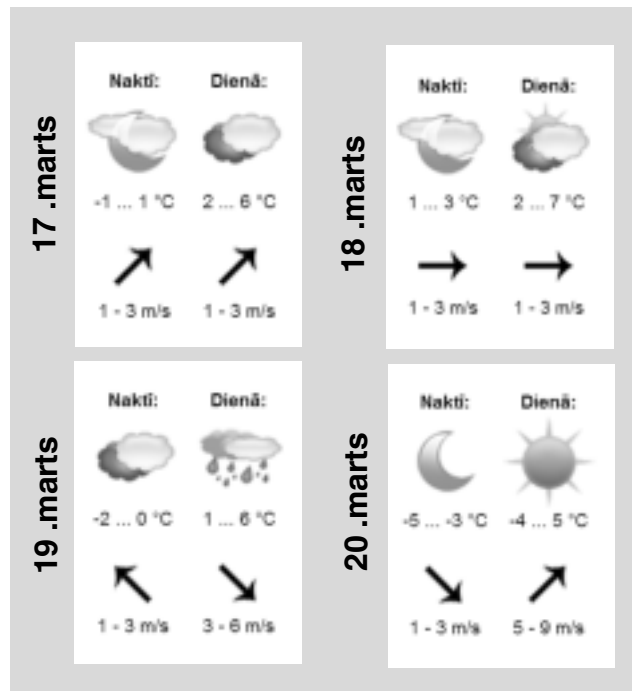 17 .marts
Naktī: Dienā:
-1 ... 1 °C 2 ... 6 °C
1 - 3 m/s 1 - 3 m/s
18 .marts
Naktī: Dienā:
1 ... 3 °C 2 ... 7 °C
1 - 3 m/s 1 - 3 m/s
19 .marts
Naktī: Dienā:
-2 ... 0 °C 1 ... 6 °C
1 - 3 m/s 3 - 6 m/s
20 .marts
Naktī: Dienā:
-5 ... -3 °C -4 ... 5 °C
1 - 3 m/s 5 - 9 m/s